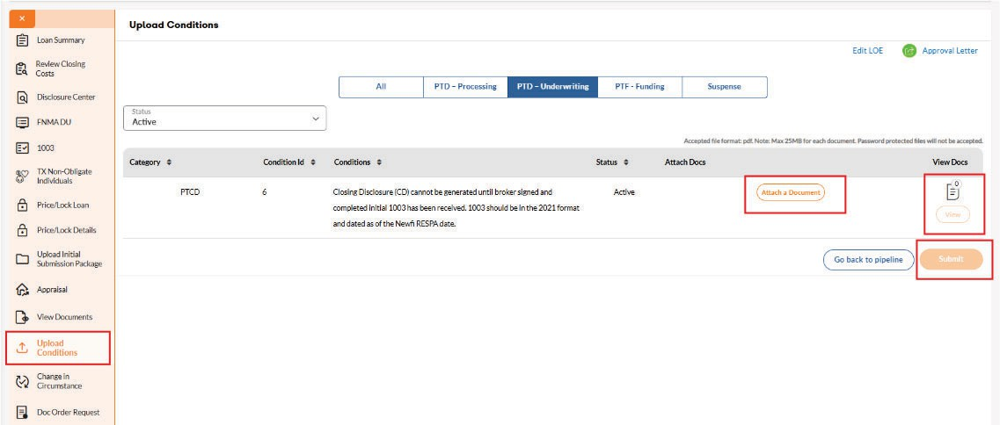 ×
Upload Conditions
Loan Summary
Review Closing
Costs
Disclosure Center
FNMA DU
1003
TX Non-Obligate
Individuals
Price/Lock Loan
Price/Lock Details
Upload Initial
Submission Package
Appraisal
View Documents
Upload
Conditions
Change in
Circumstance
Doc Order Request
Edit LOE Approval Letter
All PTD – Processing PTD – Underwriting PTF - Funding Suspense
Status
Active
Accepted file format: pdf. Note: Max 25MB for each document. Password protected files will not be accepted.
Category Condition Id Conditions Status Attach Docs View Docs
PTCD 6 Closing Disclosure (CD) cannot be generated until broker signed and Active Attach a Document 0
completed initial 1003 has been received. 1003 should be in the 2021 format
and dated as of the Newfi RESPA date.
View
Go back to pipeline Submit